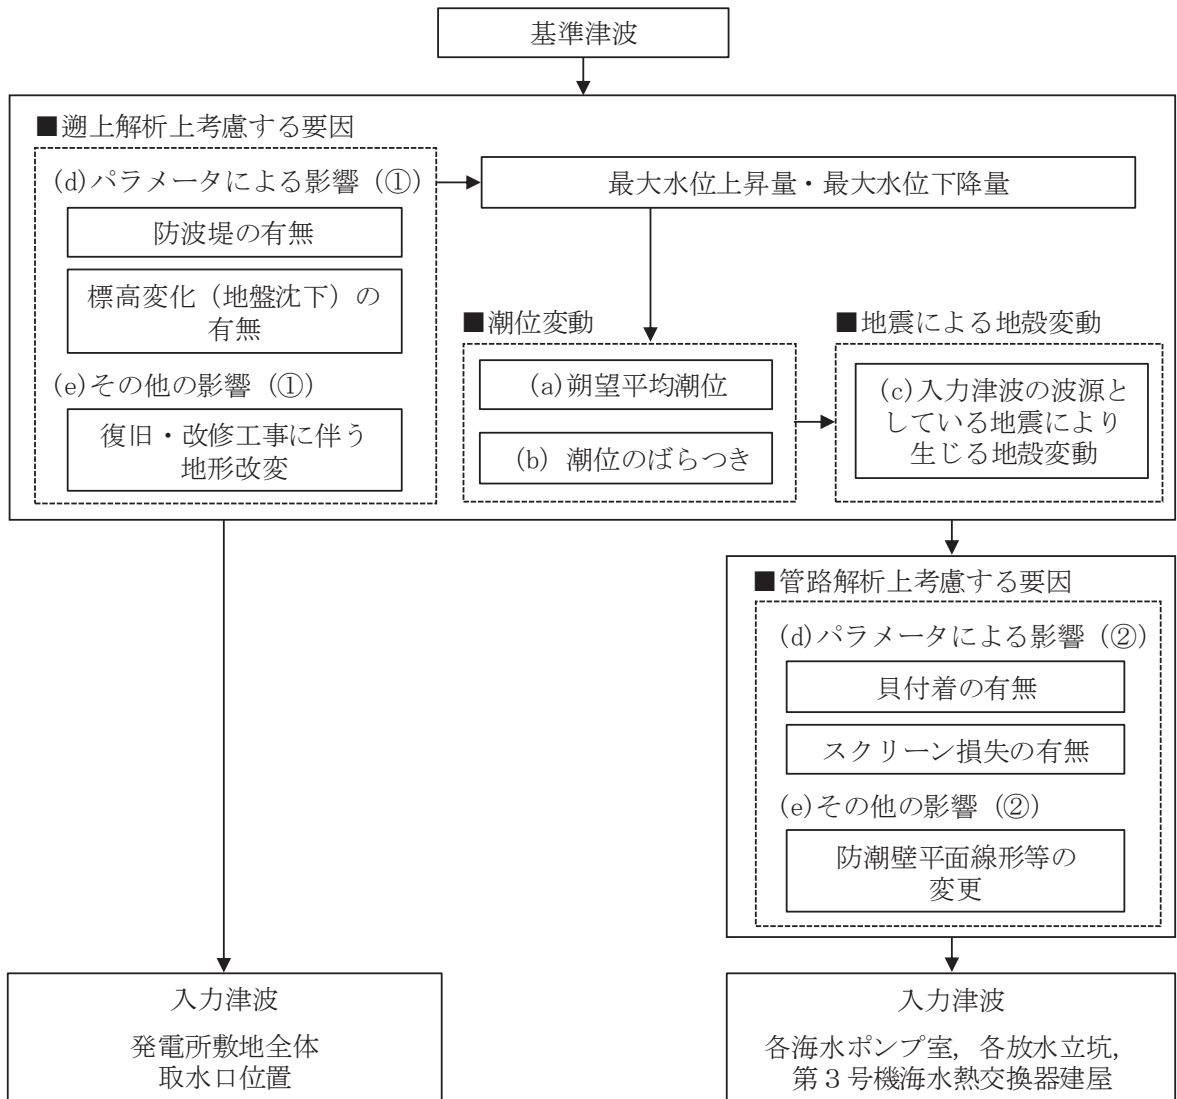 基準津波
■遡上解析上考慮する要因
(d)パラメータによる影響（①）
防波堤の有無
標高変化（地盤沈下）の
有無
(e)その他の影響（①）
復旧・改修工事に伴う
地形改変
最大水位上昇量・最大水位下降量
■潮位変動
(a)朔望平均潮位
(b) 潮位のばらつき
■地震による地殻変動
(c)入力津波の波源と
している地震により
生じる地殻変動
■管路解析上考慮する要因
(d)パラメータによる影響（②）
貝付着の有無
スクリーン損失の有無
(e)その他の影響（②）
防潮壁平面線形等の
変更
入力津波
発電所敷地全体
取水口位置
入力津波
各海水ポンプ室，各放水立坑，
第３号機海水熱交換器建屋